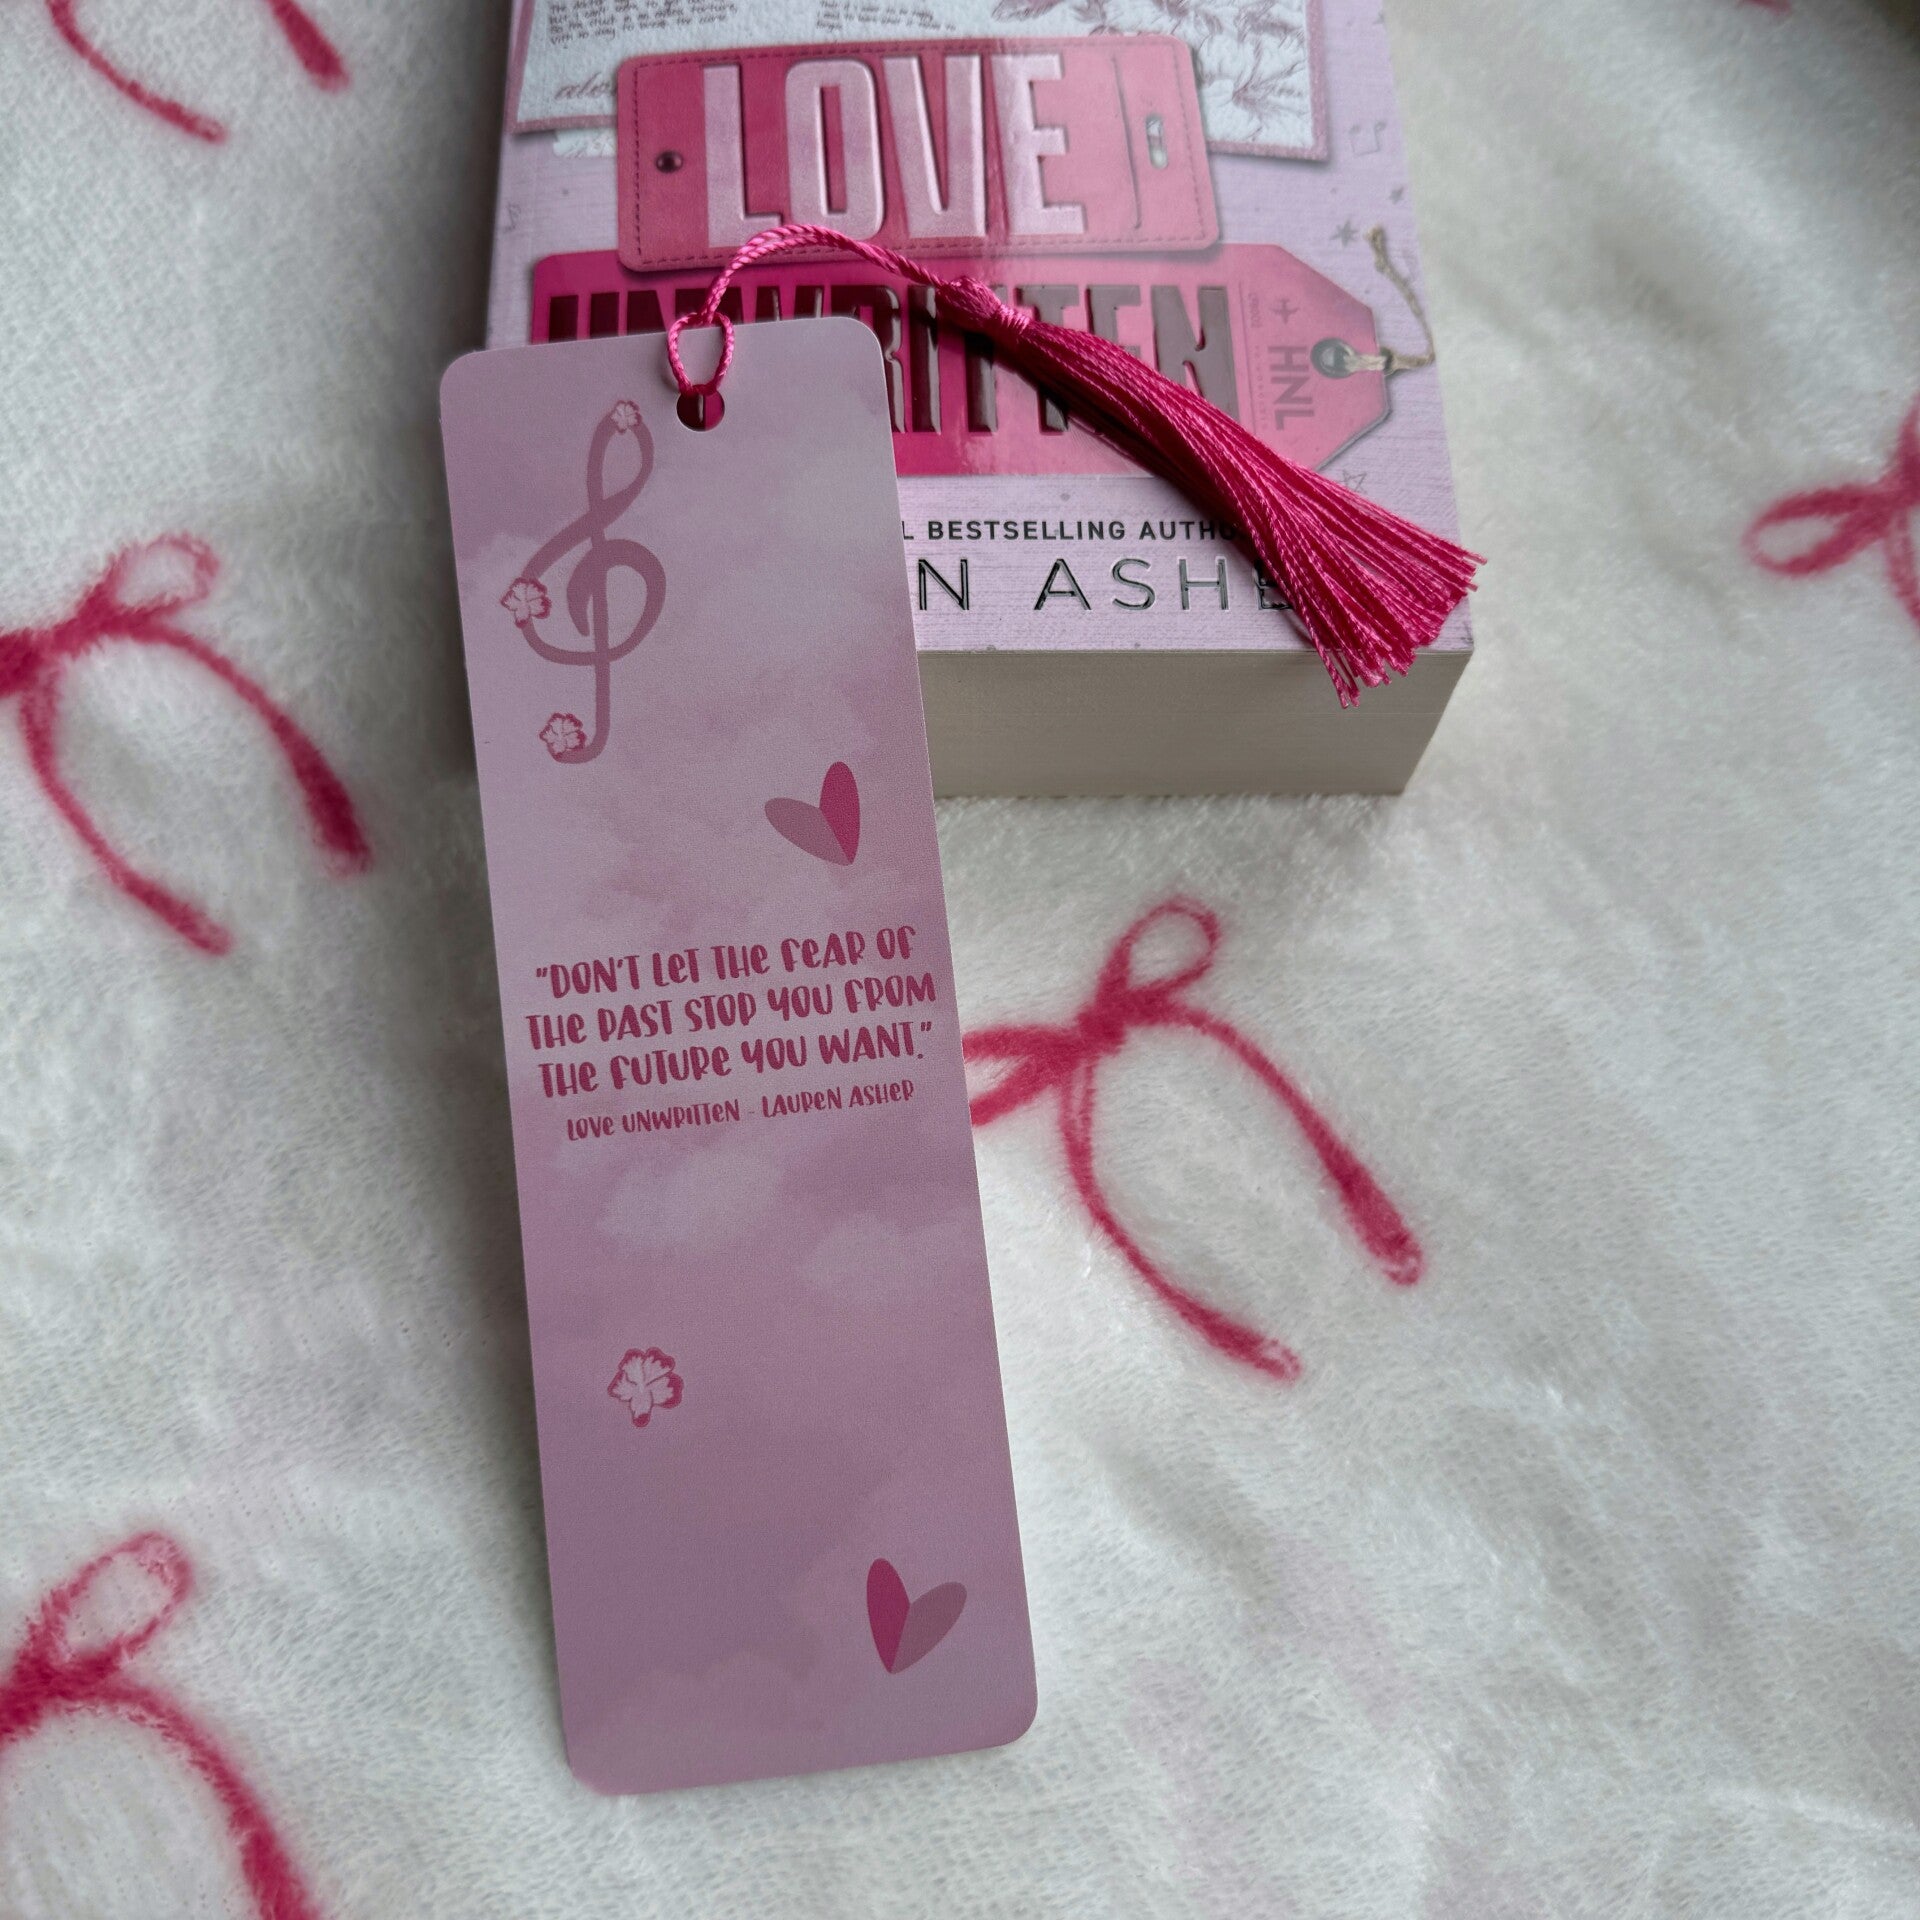 LOVE
UNWRITTEN
HNL
BESTSELLING
ASHE
"DON'T LET THE FEAR OF
THE PAST STOP YOU FROM
THE FUTURE YOU WANT."
LOVE UNWRITTEN - LAUREN ASHER